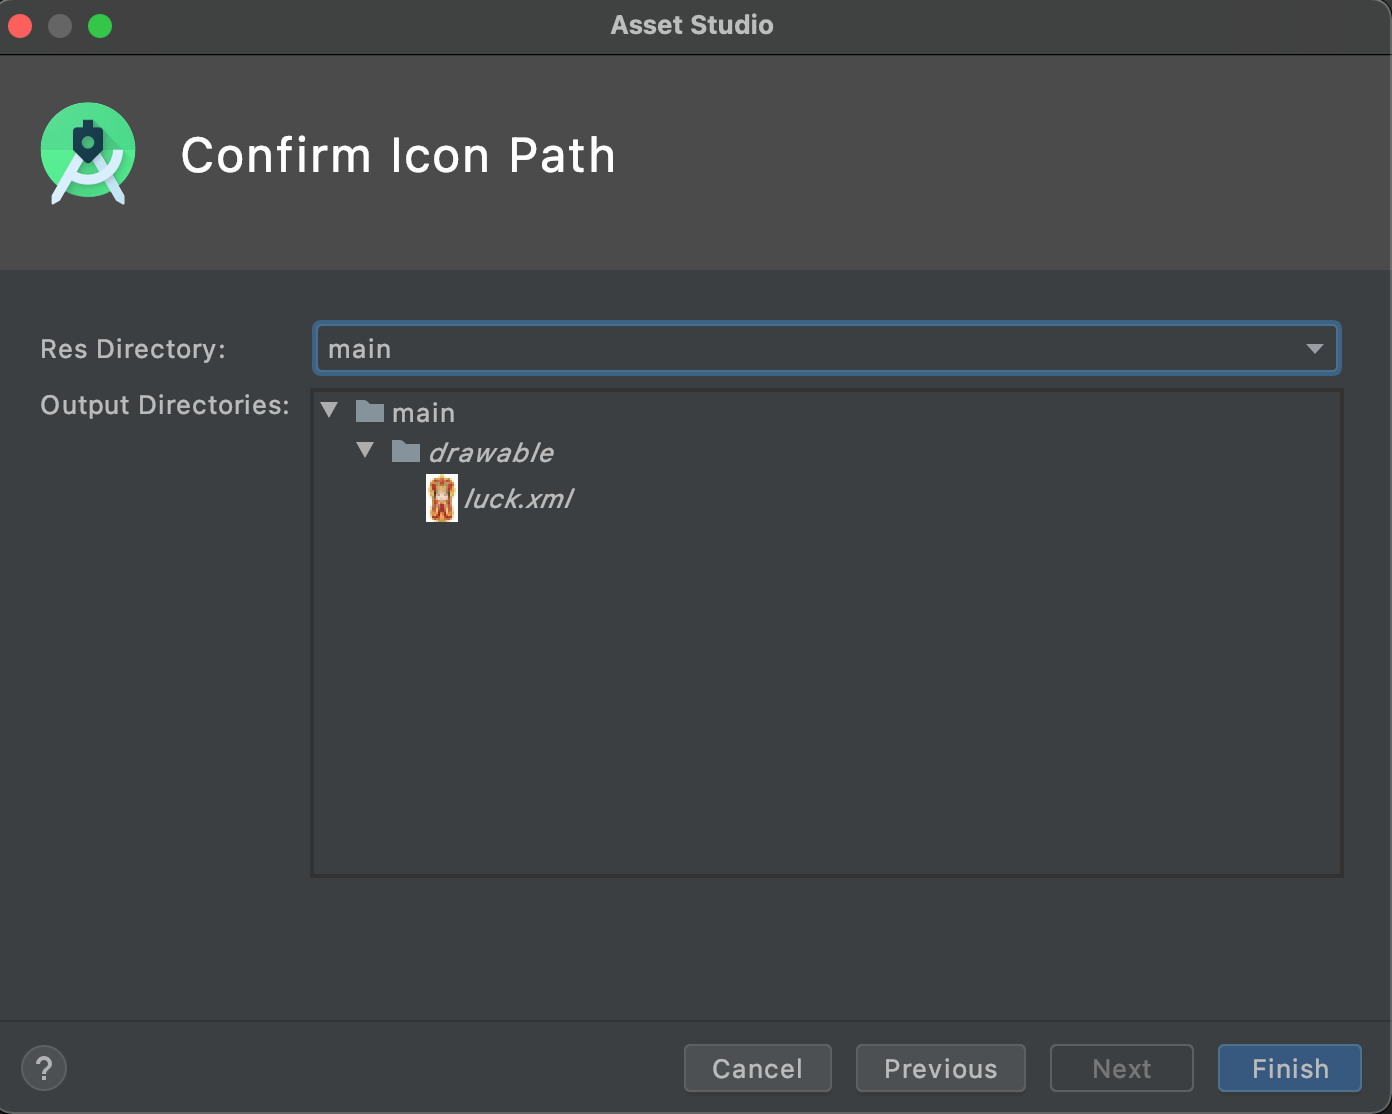 Asset Studio
Confirm Icon Path
Res Directory: main
Output Directories: main
drawable
luck.xml
? Cancel Previous Next Finish